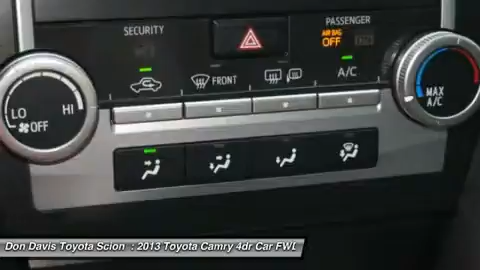 SECURITY
PASSENGER
AIR BAG
OFF
FRONT
A/C
LO HI
OFF
MAX
A/C
Don Davis Toyota Scion : 2013 Toyota Camry 4dr Car FWD